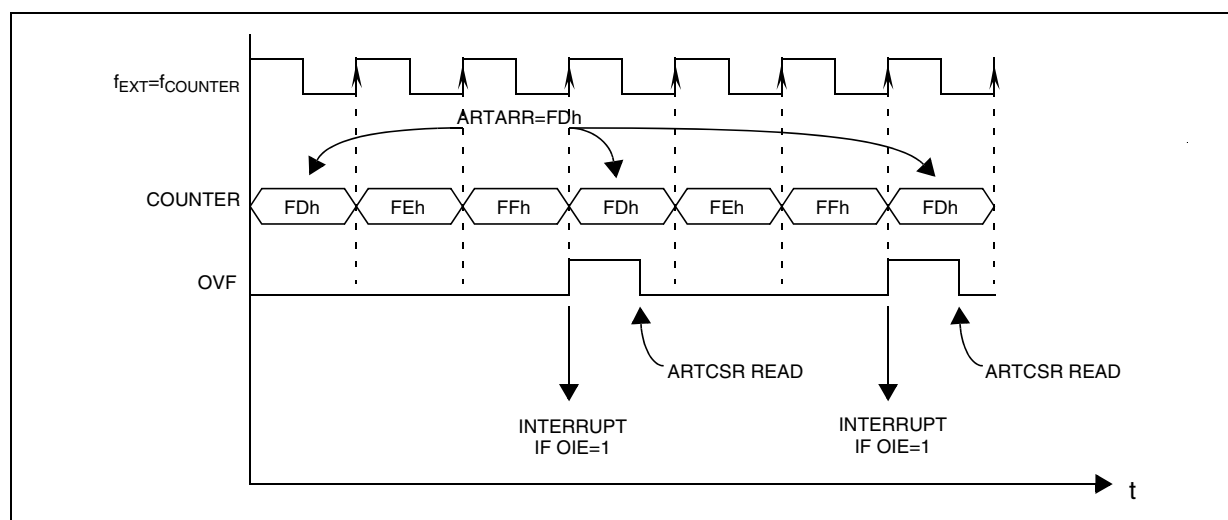 fEXT=fCOUNTER
ARTARR=FDh
COUNTER
FDh FEh FFh FDh FEh FFh FDh
OVF
ARTCSR READ
ARTCSR READ
INTERRUPT
IF OIE=1
INTERRUPT
IF OIE=1
t